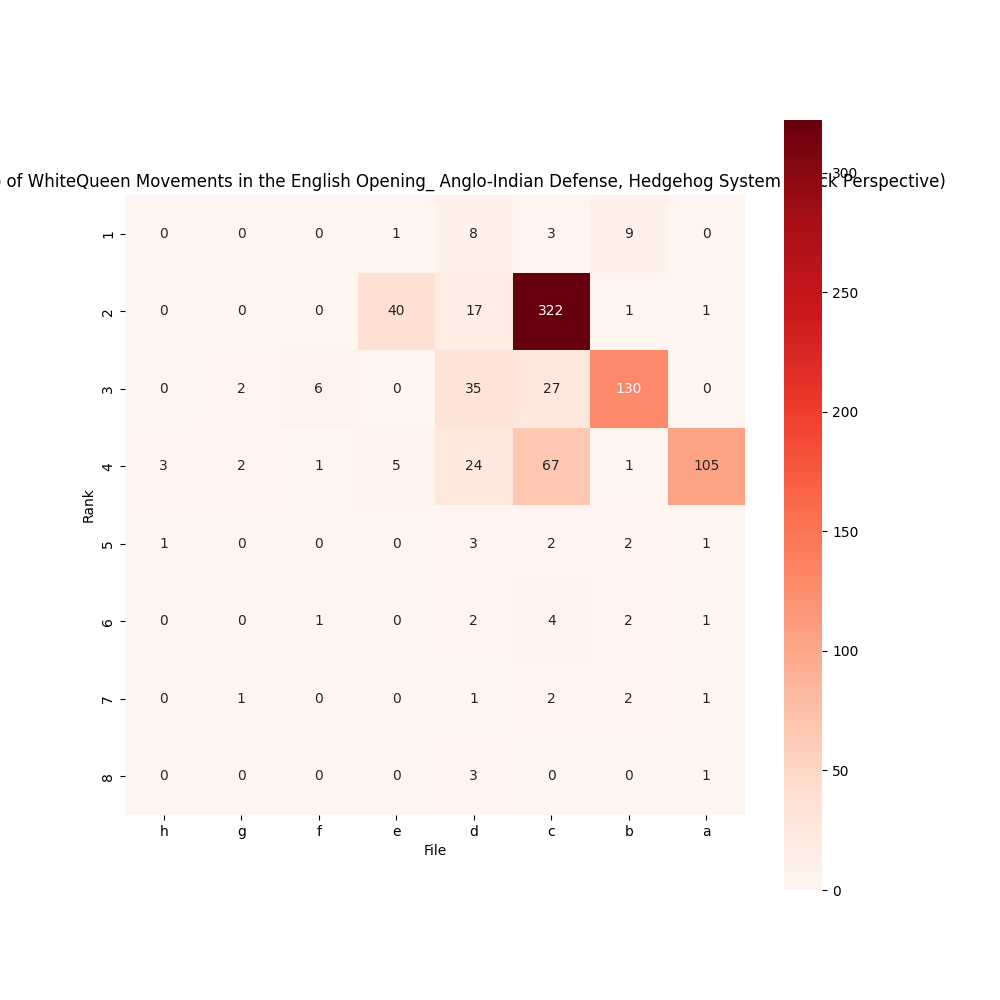 of WhiteQueen Movements in the English Opening_ Anglo-Indian Defense, Hedgehog System Perspective)
300
1 0 0 0 1 8 3 9 0
2 0 0 0 40 17 322 1 1
250
3 0 2 6 0 35 27 130 0
200
4 3 2 1 5 24 67 1 105
Rank
150
5 1 0 0 0 3 2 2 1
6 0 0 1 0 2 4 2 1
100
7 0 1 0 0 1 2 2 1
50
8 0 0 0 0 3 0 0 1
h g f e d c b a
File
0